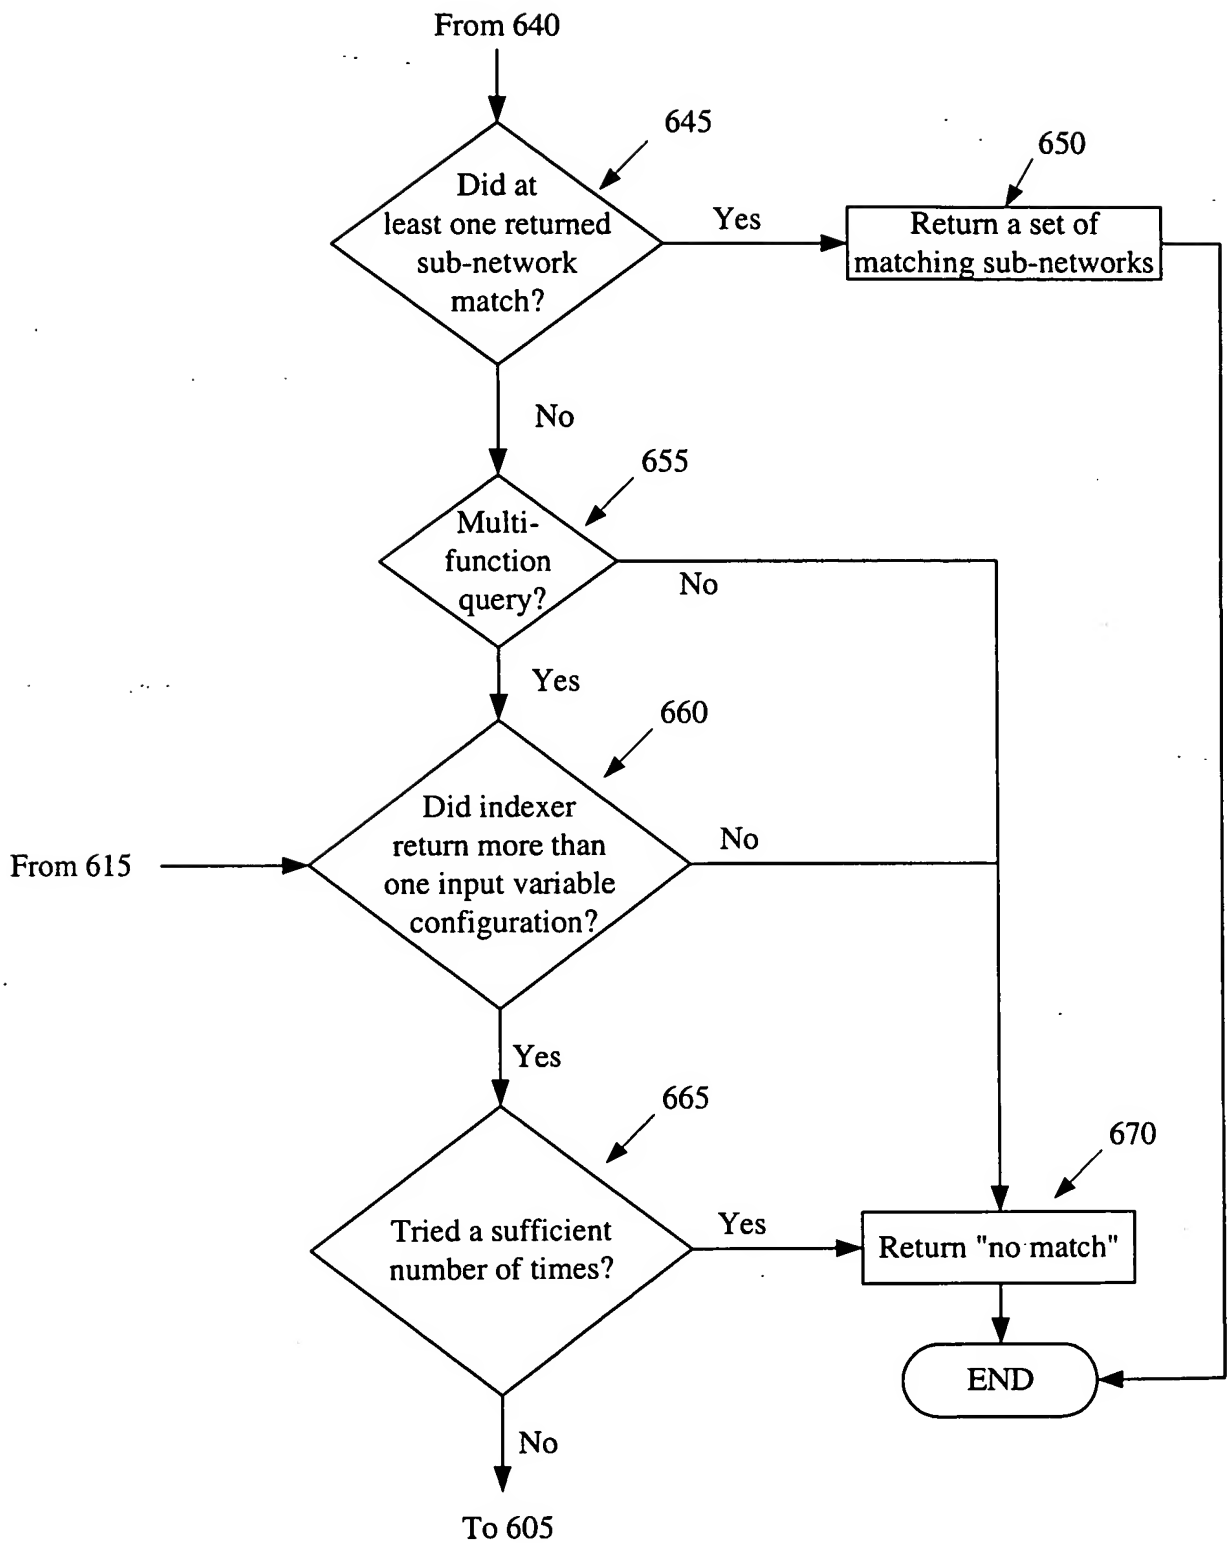 From 640
645
650
Did at
least one returned
sub-network
match?
Yes
Return a set of
matching sub-networks
No
655
Multi-
function
query?
No
Yes
660
Did indexer
return more than
one input variable
configuration?
No
From 615
Yes
665
670
Tried a sufficient
number of times?
Yes
Return "no match"
END
No
To 605